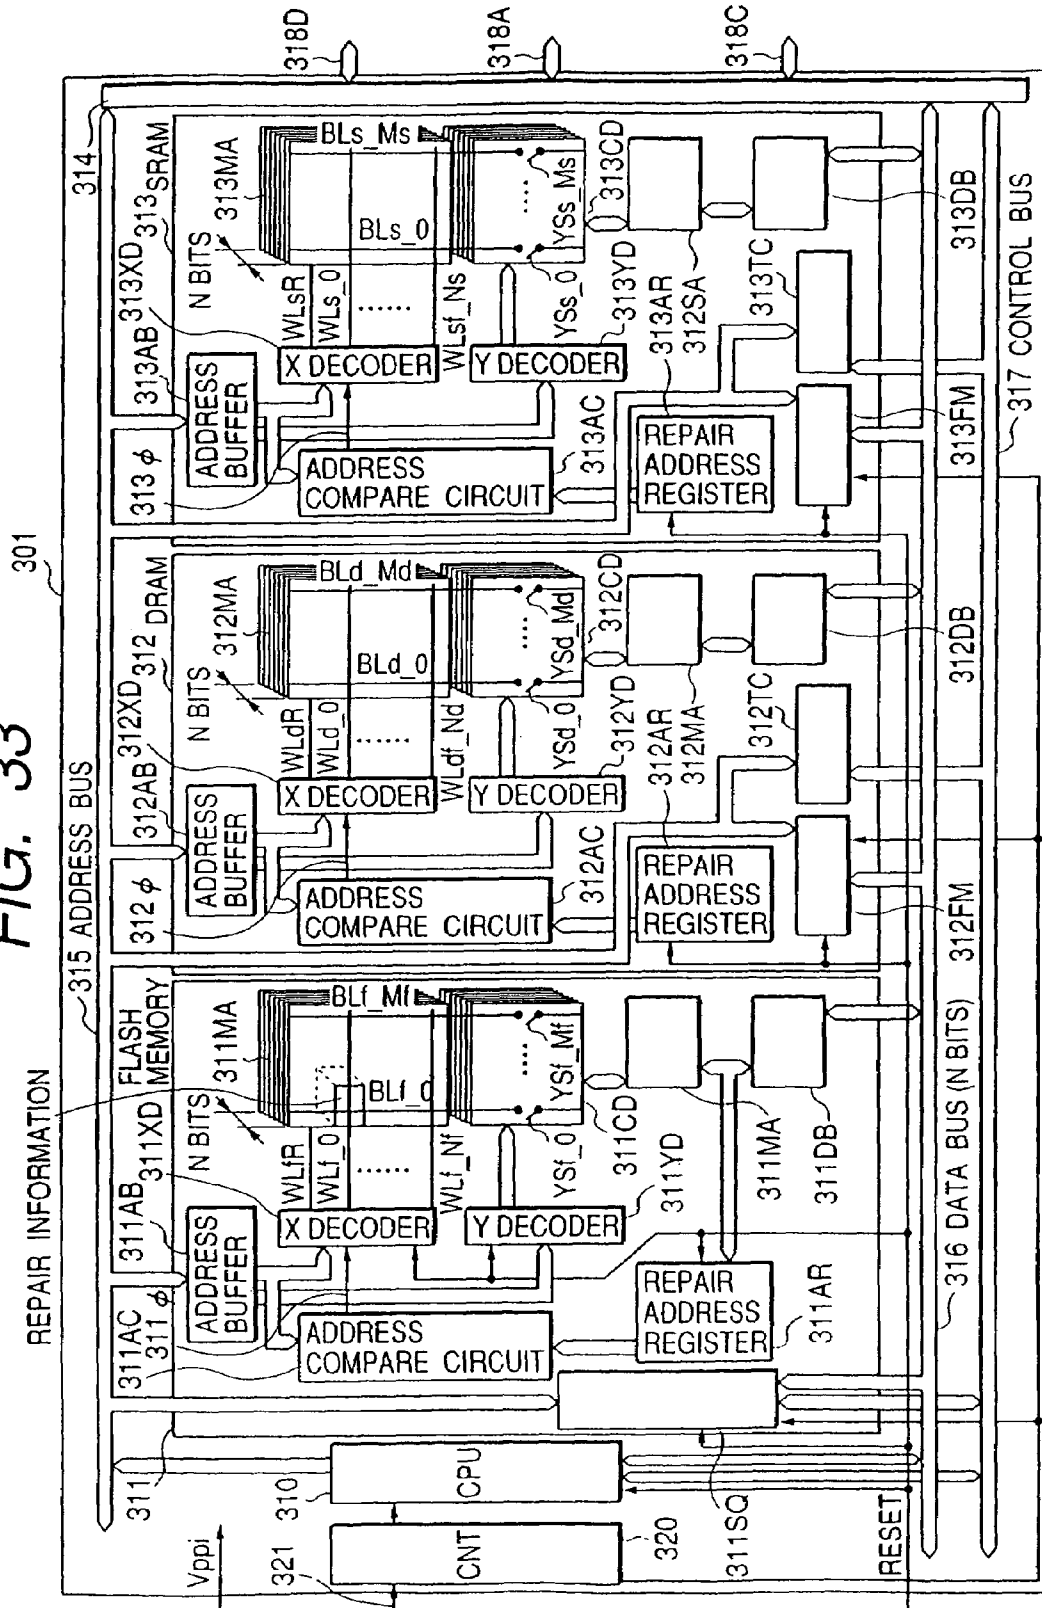 FIG. 33
301
REPAIR INFORMATION
315 ADDRESS BUS
314
318D
318A
318C
311
311AC
311 φ
311AB
311XD
FLASH
MEMORY
N BITS
311MA
ADDRESS
BUFFER
X DECODER
WLfR
WLf_0
......
WLf_Nf
BLf_Mf
BLf_0
ADDRESS
COMPARE CIRCUIT
Y DECODER
....
YSf_0
YSf_Mf
311CD
311YD
311MA
311DB
REPAIR
ADDRESS
REGISTER
311AR
311SQ
312 φ
312AB
312XD
312 DRAM
N BITS
312MA
ADDRESS
BUFFER
X DECODER
WLdR
WLd_0
......
WLdf_Nd
BLd_Md
BLd_0
ADDRESS
COMPARE CIRCUIT
312AC
Y DECODER
....
YSd_0
YSd_Md
312CD
312YD
312AR
312MA
312TC
REPAIR
ADDRESS
REGISTER
312FM
312DB
313 φ
313AB
313XD
313 SRAM
N BITS
313MA
ADDRESS
BUFFER
X DECODER
WLsR
WLs_0
......
WLsf_Ns
BLs_Ms
BLs_0
ADDRESS
COMPARE CIRCUIT
313AC
Y DECODER
....
YSs_0
YSs_Ms
313CD
313YD
313AR
312SA
313TC
REPAIR
ADDRESS
REGISTER
313FM
313DB
Vppi
321
310
CPU
CNT
320
RESET
316 DATA BUS (N BITS)
317 CONTROL BUS